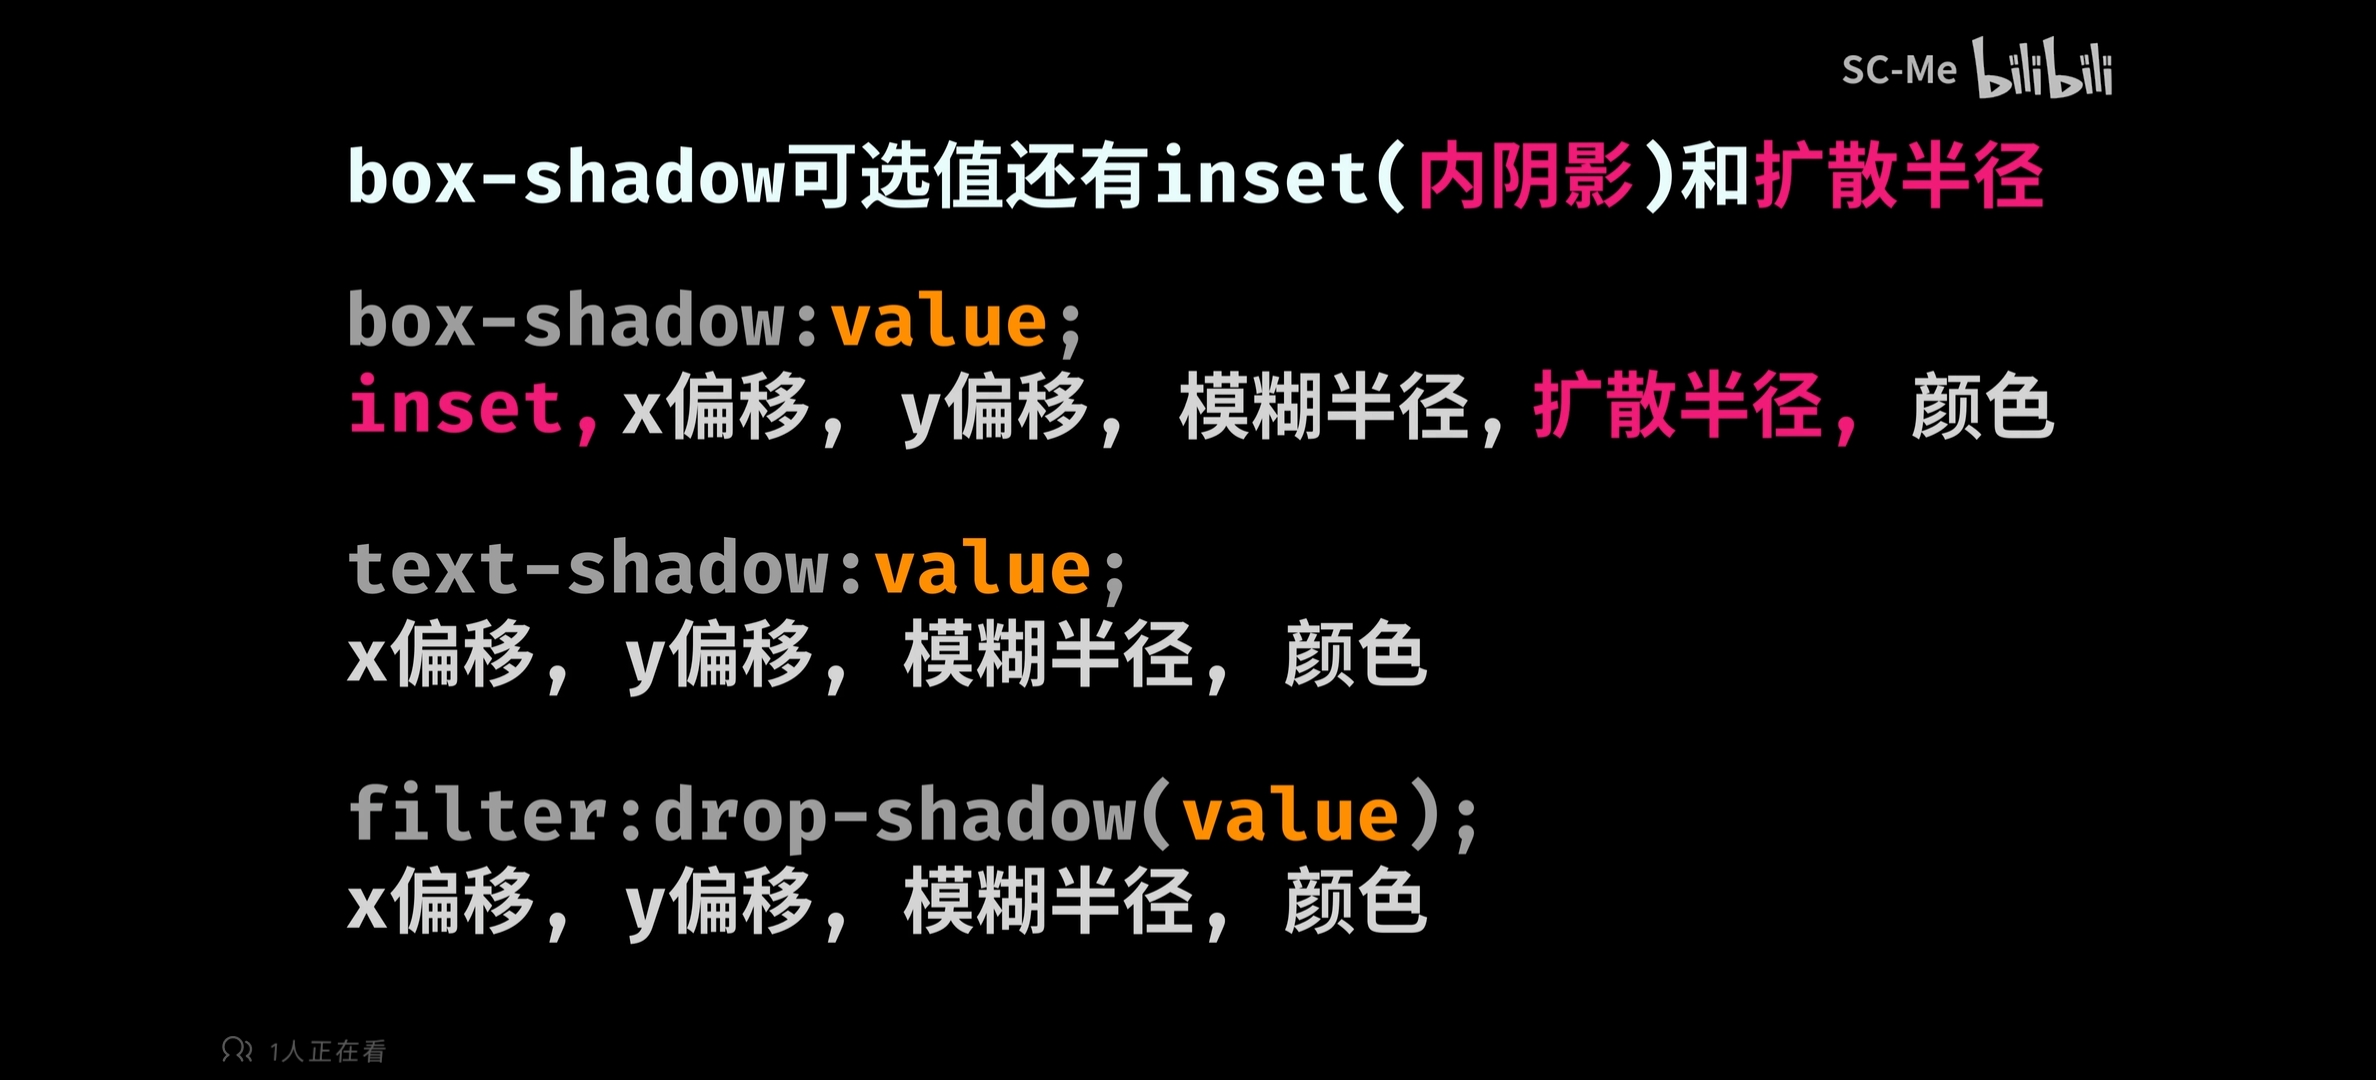 SC-Me bilibili
box-shadow可选值还有inset(内阴影)和扩散半径
box-shadow:value;
inset,x偏移, y偏移, 模糊半径,扩散半径, 颜色
text-shadow:value;
x偏移, y偏移, 模糊半径, 颜色
filter:drop-shadow(value);
x偏移, y偏移, 模糊半径, 颜色
1人正在看